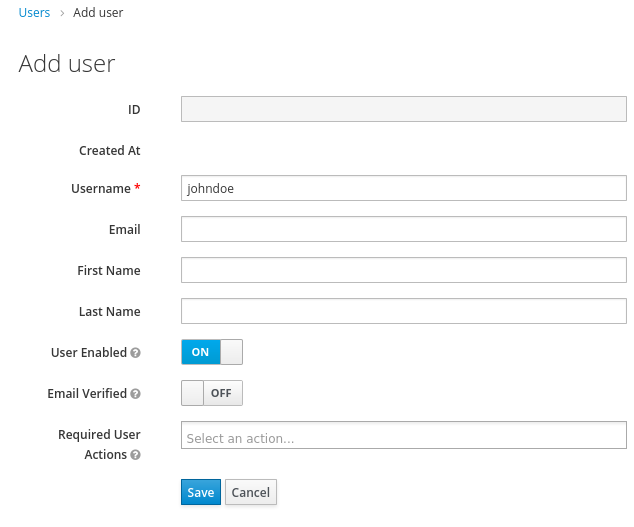 Users > Add user
Add user
ID
Created At
Username *
johndoe
Email
First Name
Last Name
User Enabled ?
ON
Email Verified ?
OFF
Required User
Actions ?
Select an action...
Save Cancel